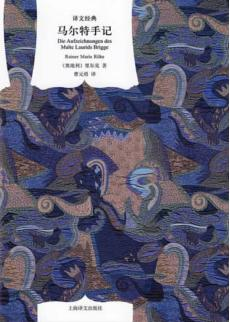 译文经典
马尔特手记
Die Aufzeichnungen des
Malte Laurids Brigge
Rainer Maria Rilke
〔奥地利〕里尔克 著
曹元勇 译
上海译文出版社